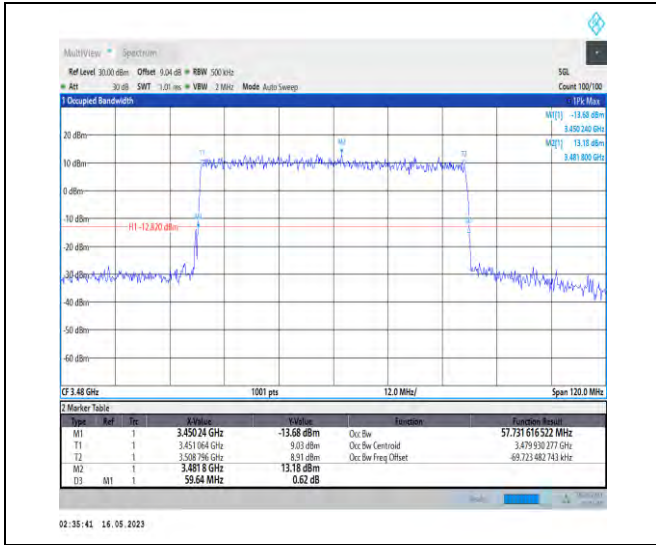 MultiView Spectrum
Ref Level 30.00 dBm Offset 9.04 dB RBW 500 kHz SGL
Att 30 dB SWT 1.01 ms VBW 2 MHz Mode Auto Sweep Count 100/100
1 Occupied Bandwidth 1Pk Max
M1[1] -13.68 dBm
3.450 240 GHz
M2[1] 13.18 dBm
3.481 800 GHz
20 dBm
M2
T1 T2
10 dBm
0 dBm
-10 dBm
H1 -12.820 dBm
-20 dBm
-30 dBm
-40 dBm
-50 dBm
-60 dBm
CF 3.48 GHz 1001 pts 12.0 MHz/ Span 120.0 MHz
2 Marker Table
Type Ref Trc X-Value Y-Value Function Function Result
M1 1 3.450 24 GHz -13.68 dBm Occ Bw 57.731 616 522 MHz
T1 1 3.451 064 GHz 9.03 dBm Occ Bw Centroid 3.479 930 277 GHz
T2 1 3.508 796 GHz 8.91 dBm Occ Bw Freq Offset -69.723 482 743 kHz
M2 1 3.481 8 GHz 13.18 dBm
D3 M1 1 59.64 MHz 0.62 dB
02:35:41 16.05.2023